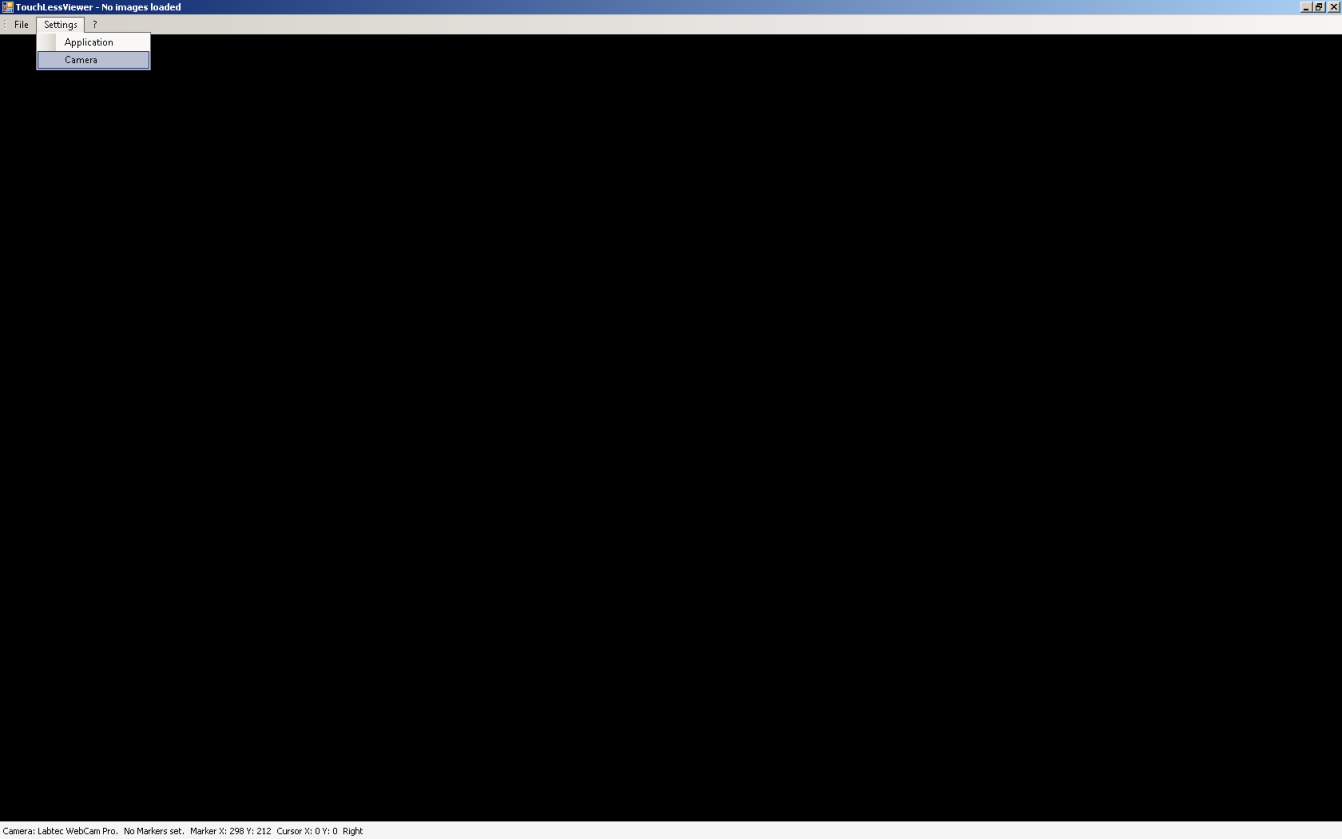 TouchLessViewer - No images loaded
File Settings ?
Application
Camera
Camera: Labtec WebCam Pro. No Markers set. Marker X: 298 Y: 212 Cursor X: 0 Y: 0 Right